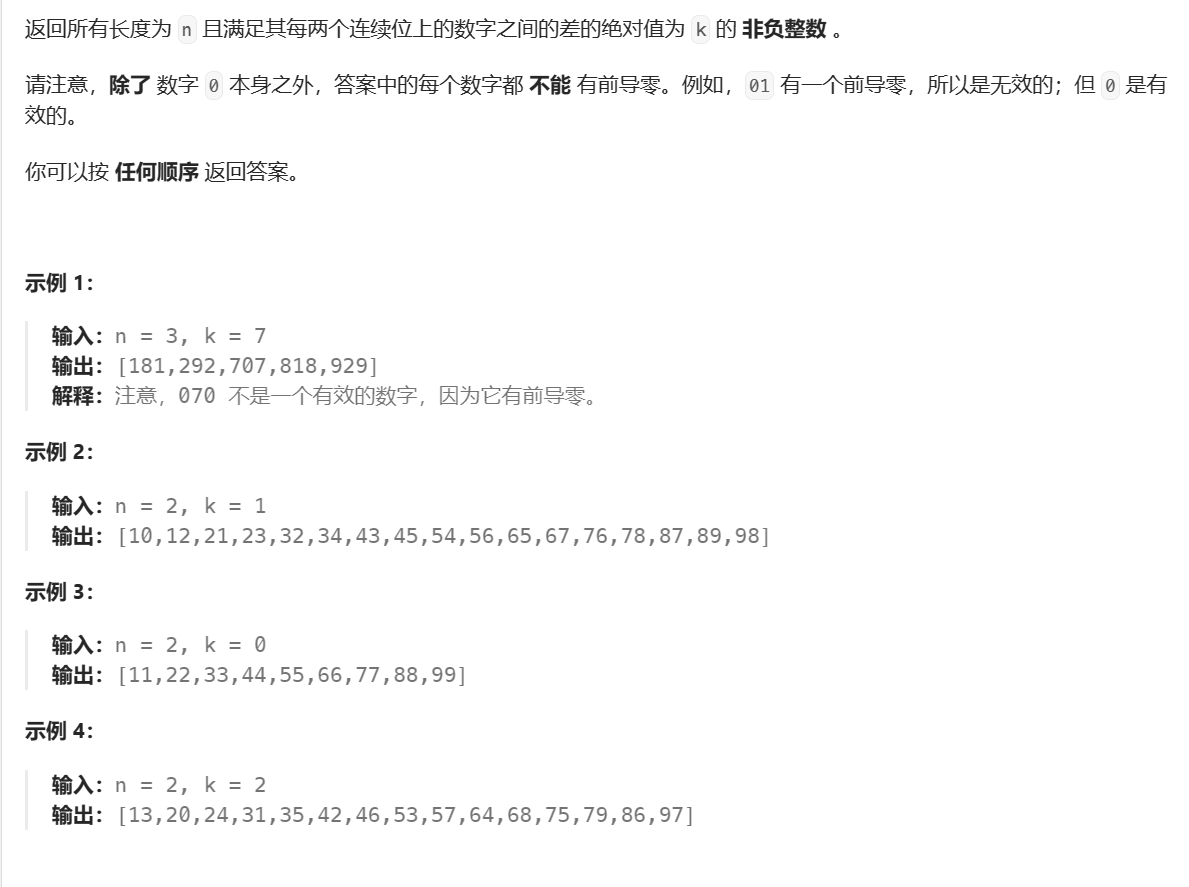 返回所有长度为 n 且满足其每两个连续位上的数字之间的差的绝对值为 k 的 非负整数 。
请注意，除了 数字 0 本身之外，答案中的每个数字都 不能 有前导零。例如，01 有一个前导零，所以是无效的；但 0 是有
效的。
你可以按 任何顺序 返回答案。
示例 1：
输入：n = 3, k = 7
输出：[181,292,707,818,929]
解释：注意，070 不是一个有效的数字，因为它有前导零。
示例 2：
输入：n = 2, k = 1
输出：[10,12,21,23,32,34,43,45,54,56,65,67,76,78,87,89,98]
示例 3：
输入：n = 2, k = 0
输出：[11,22,33,44,55,66,77,88,99]
示例 4：
输入：n = 2, k = 2
输出：[13,20,24,31,35,42,46,53,57,64,68,75,79,86,97]